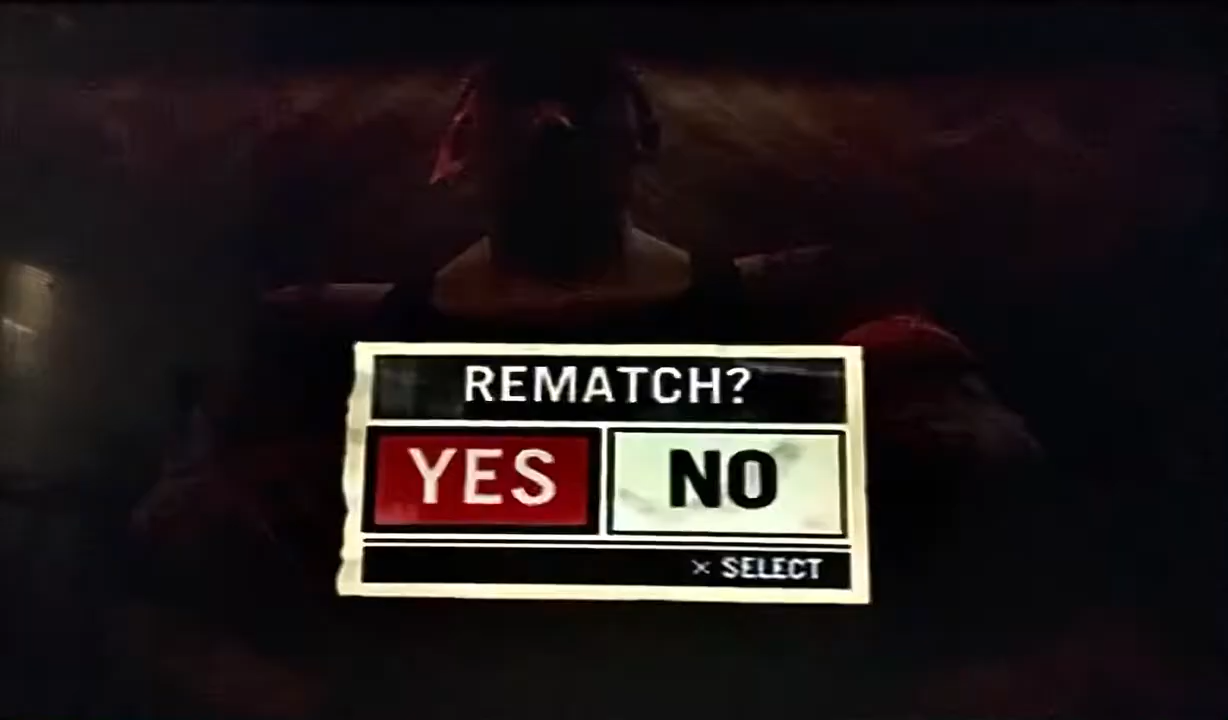 REMATCH?
YES NO
× SELECT